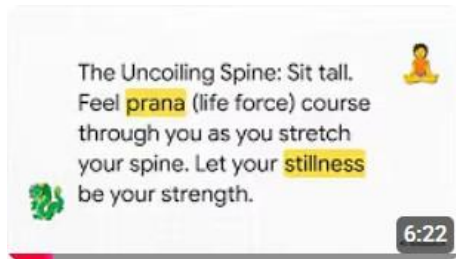 The Uncoiling Spine: Sit tall.
Feel prana (life force) course
through you as you stretch
your spine. Let your stillness
be your strength.
6:22